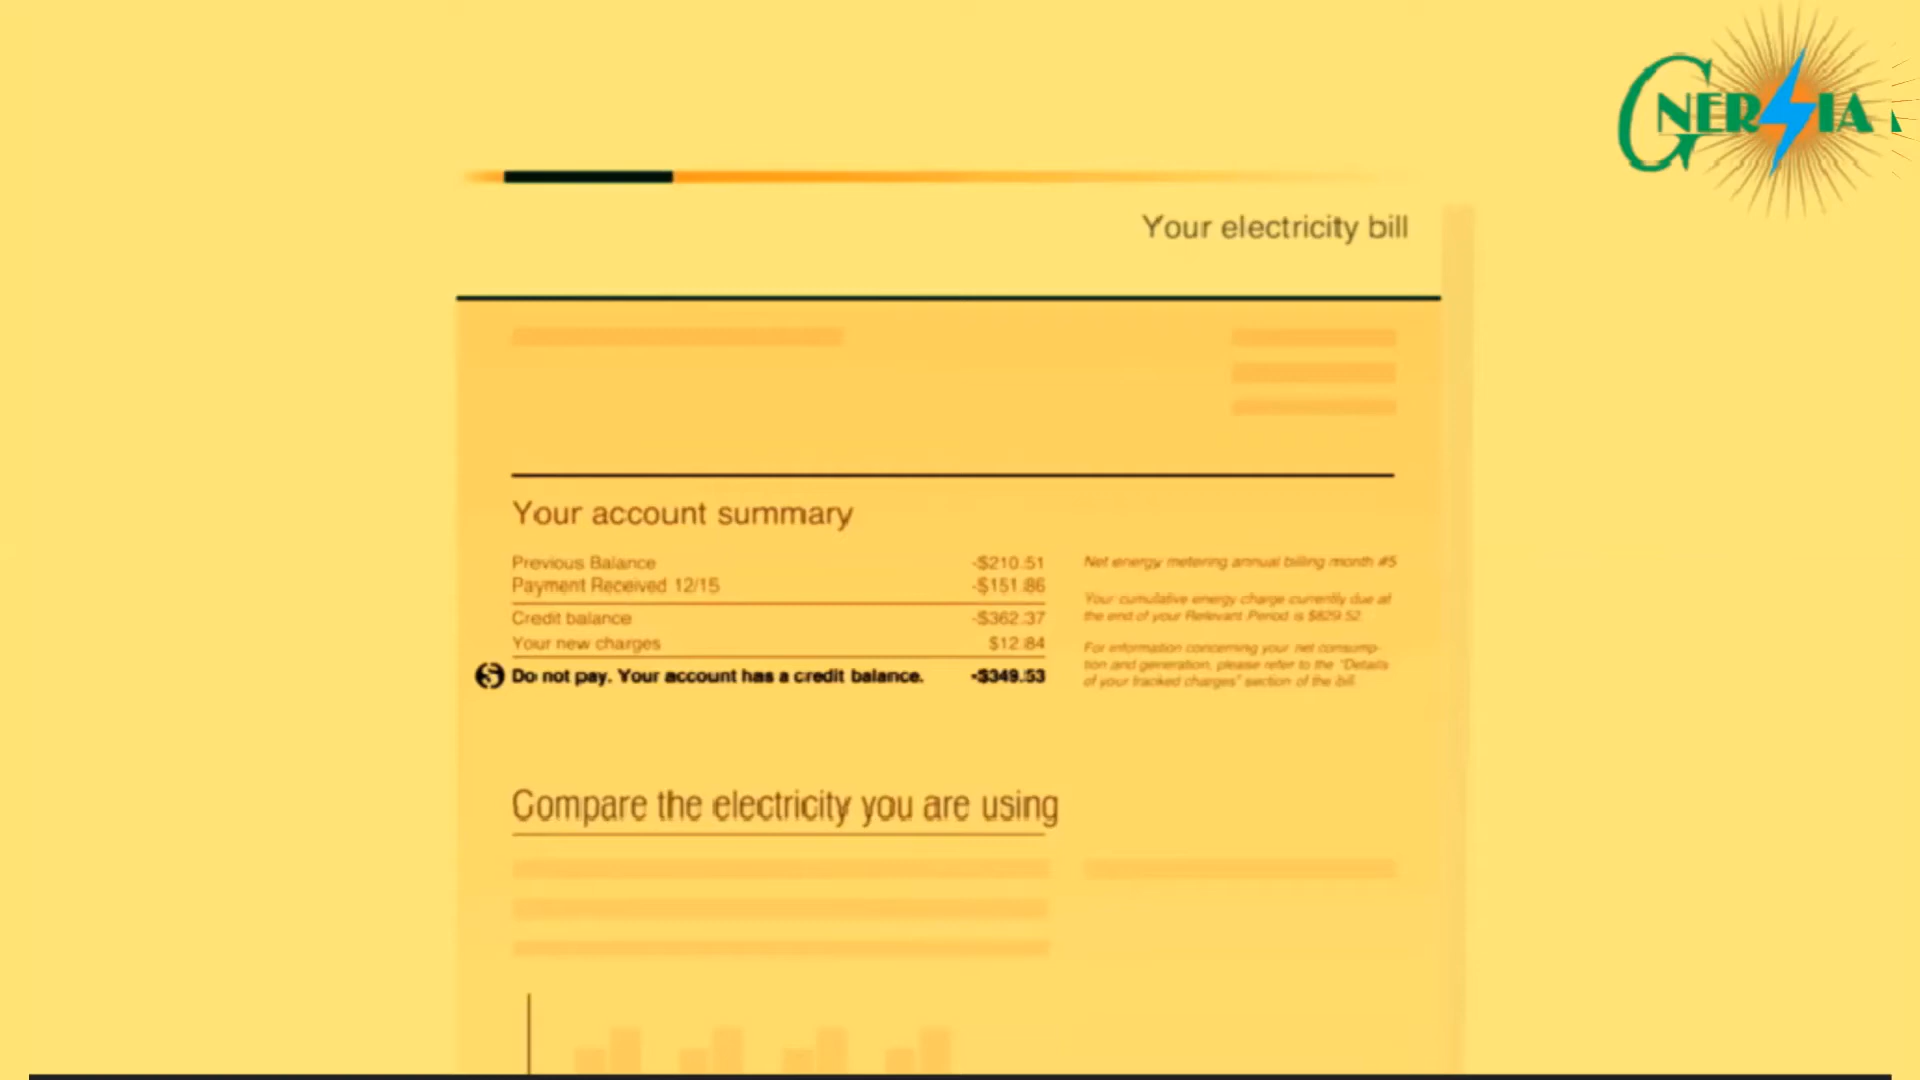 GNERGIA
Your electricity bill
Your account summary
Previous Balance -$210.51
Payment Received 12/15 -$151.86
Credit balance -$362.37
Your new charges $12.84
Do not pay. Your account has a credit balance. -$349.53
Net energy metering annual billing month #5
Your cumulative energy charge currently due at
the end of your Relevant Period is $829.52
For information concerning your net consump-
tion and generation, please refer to the "Details
of your tracked charges" section of the bill
Compare the electricity you are using